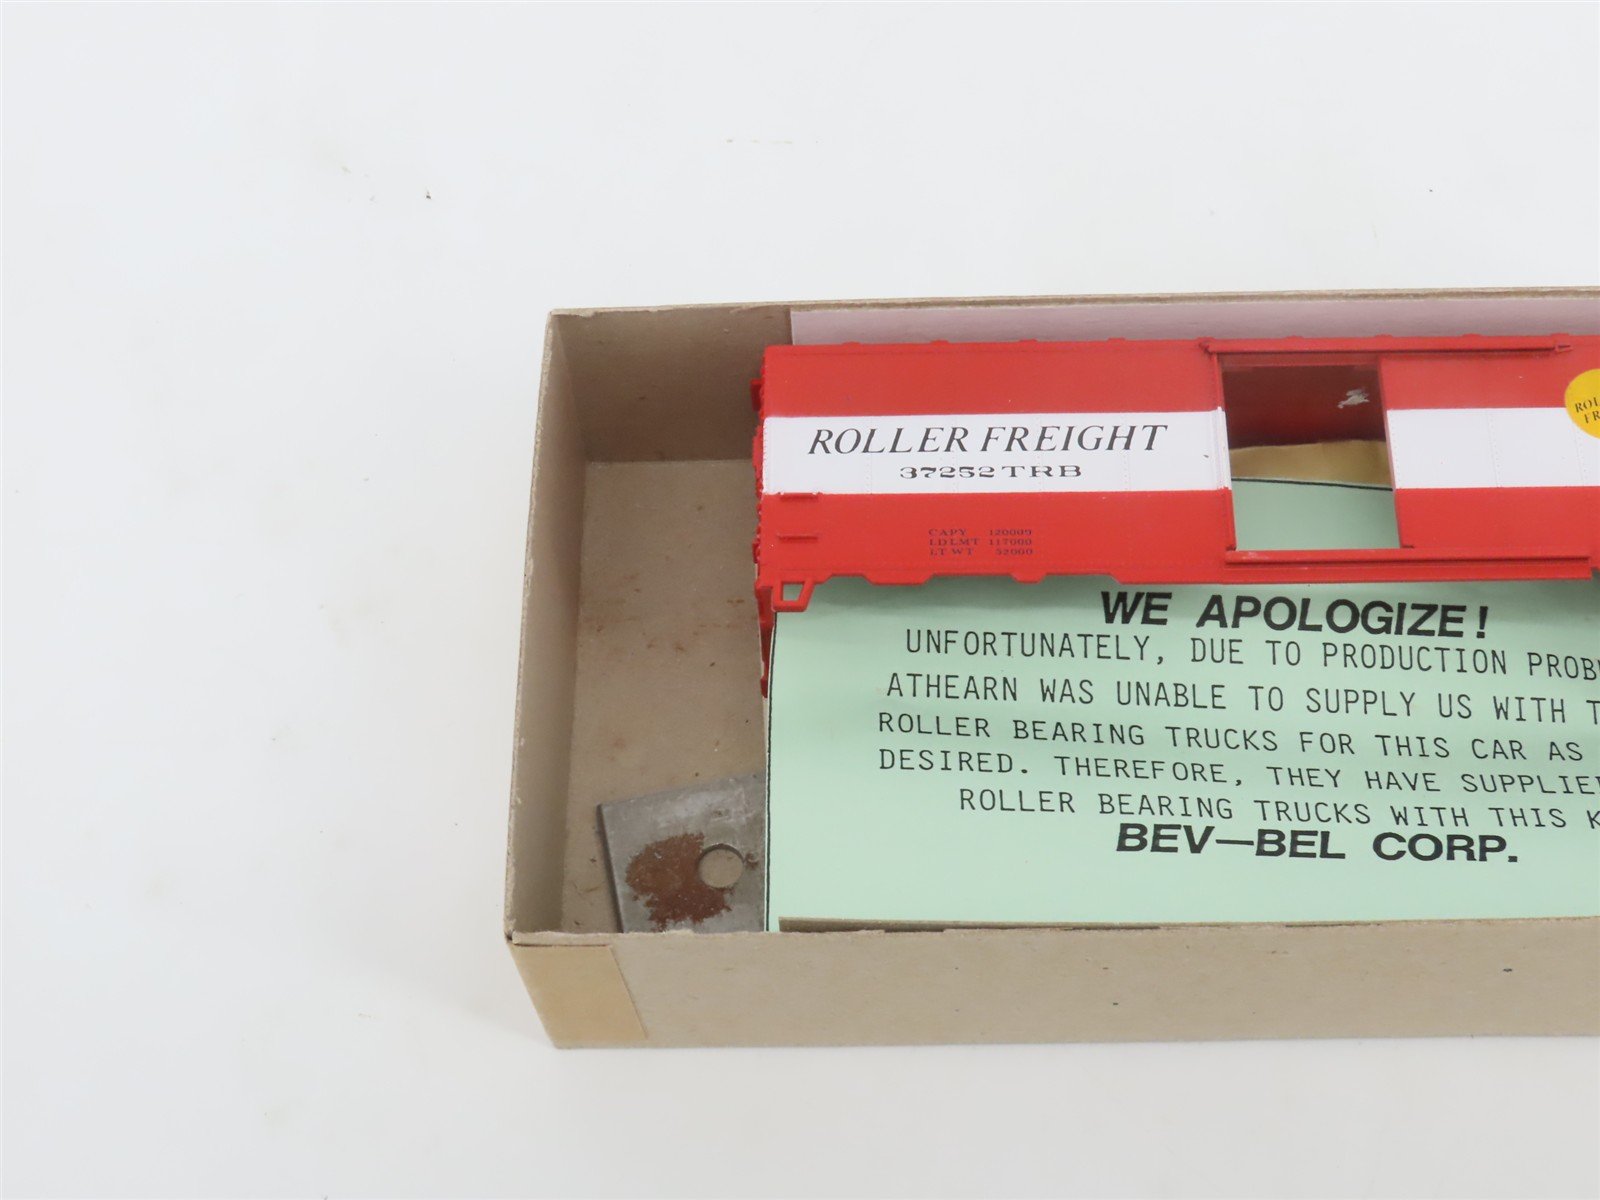 ROLLER FREIGHT
37252 TRB
CAPY 120000
LD LMT 117000
LT WT 52000
WE APOLOGIZE!
UNFORTUNATELY, DUE TO PRODUCTION
ATHEARN WAS UNABLE TO SUPPLY US WITH
ROLLER BEARING TRUCKS FOR THIS CAR AS
DESIRED. THEREFORE, THEY HAVE
ROLLER BEARING TRUCKS WITH THIS
BEV-BEL CORP.